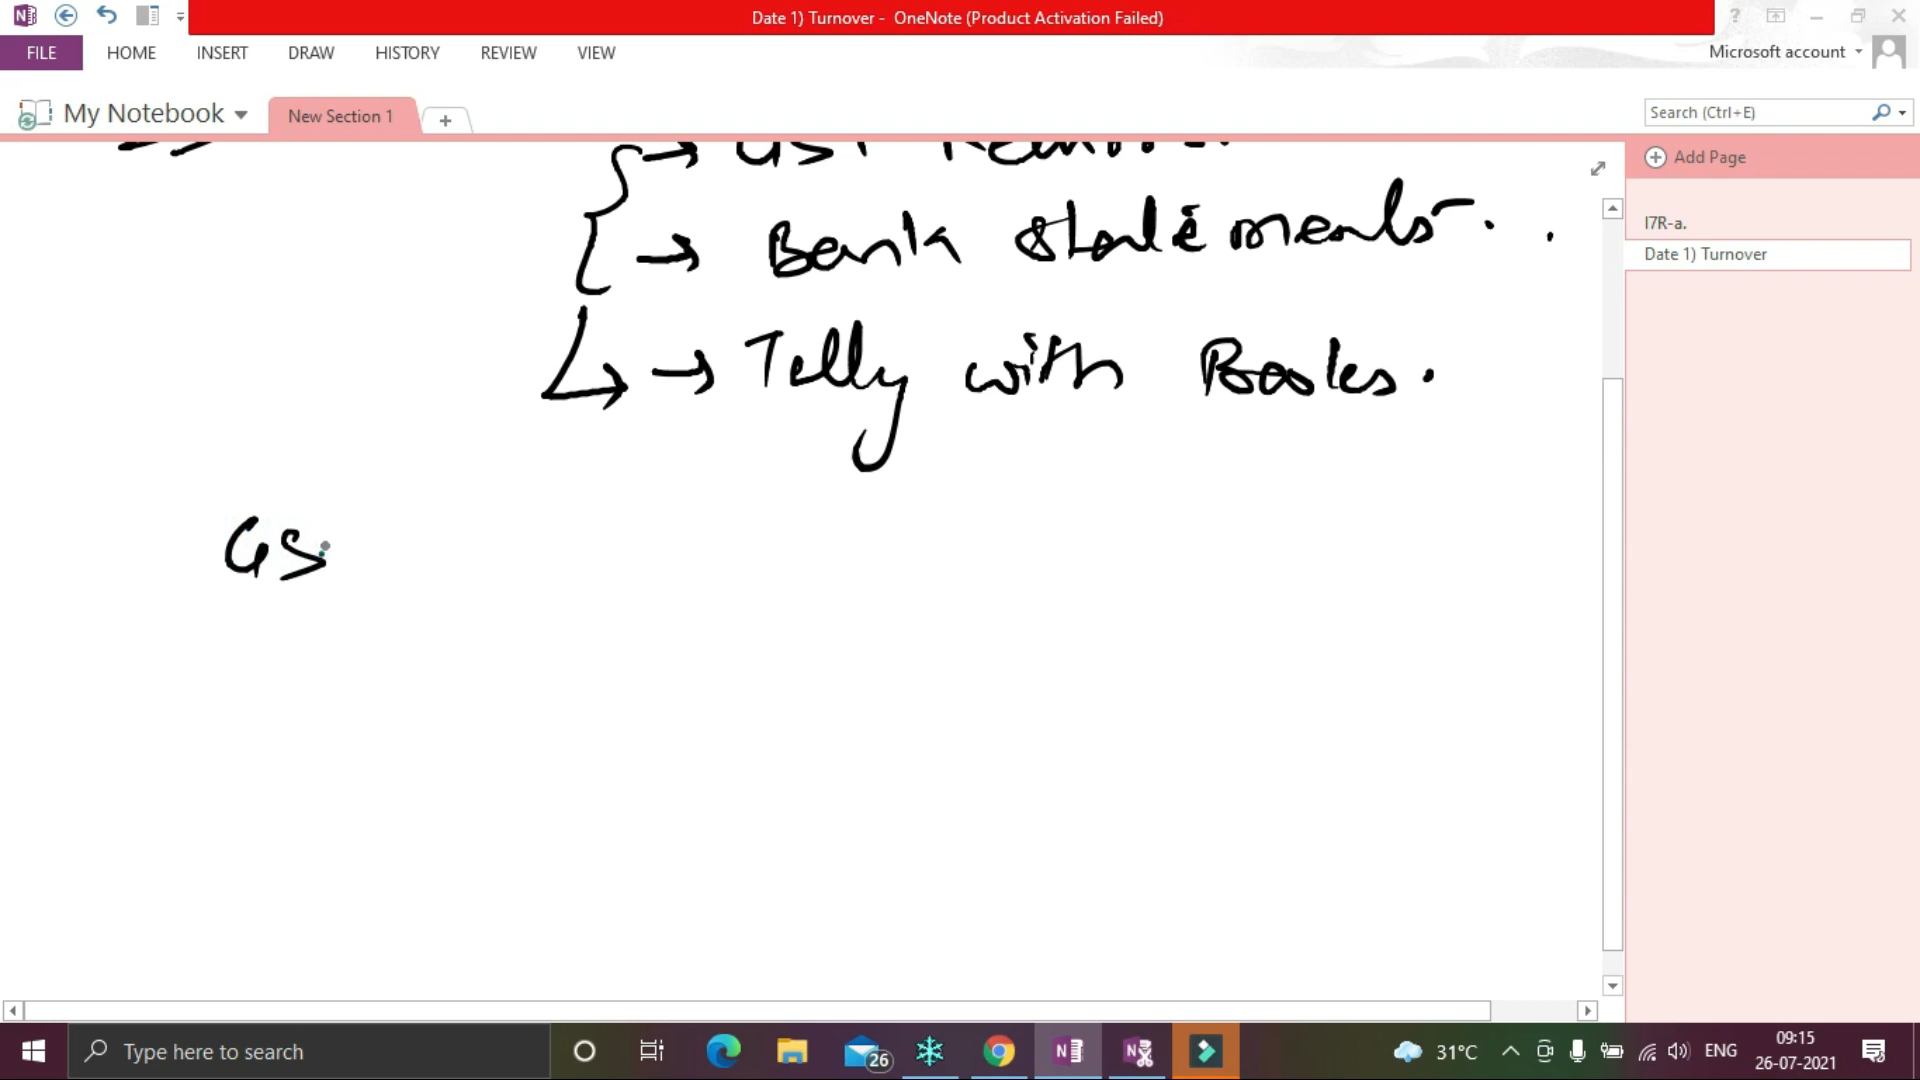 Date 1) Turnover - OneNote (Product Activation Failed)
FILE HOME INSERT DRAW HISTORY REVIEW VIEW
Microsoft account
My Notebook
New Section 1
Search (Ctrl+E)
Add Page
I7R-a.
Date 1) Turnover
→ GST
→ Bank Statements . .
→ Tally with Books.
GS
Type here to search
26
31°C
ENG
09:15
26-07-2021